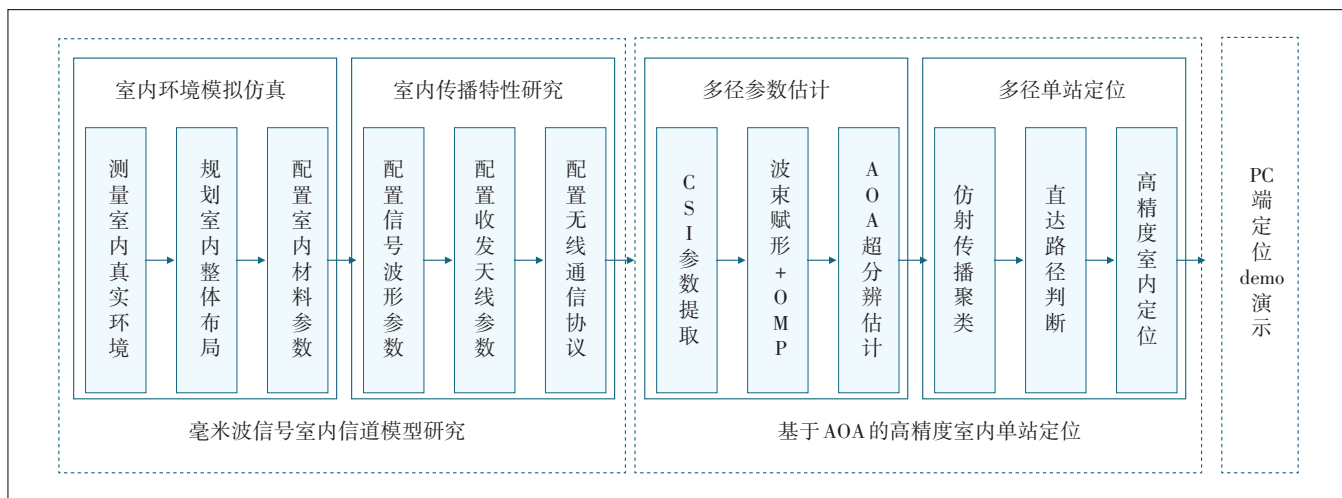 室内环境模拟仿真
测量室内真实环境
规划室内整体布局
配置室内材料参数
室内传播特性研究
配置信号波形参数
配置收发天线参数
配置无线通信协议
毫米波信号室内信道模型研究
多径参数估计
CSI参数提取
波束赋形+OMP
AOA超分辨估计
多径单站定位
仿射传播聚类
直达路径判断
高精度室内定位
基于AOA的高精度室内单站定位
PC端定位demo演示